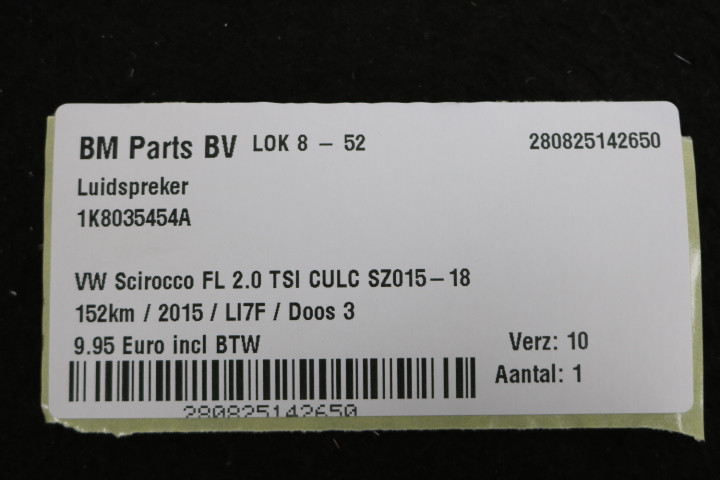 BM Parts BV LOK 8 - 52 280825142650
Luidspreker
1K8035454A
VW Scirocco FL 2.0 TSI CULC SZ015-18
152km / 2015 / LI7F / Doos 3
9.95 Euro incl BTW Verz: 10
Aantal: 1
280825142650